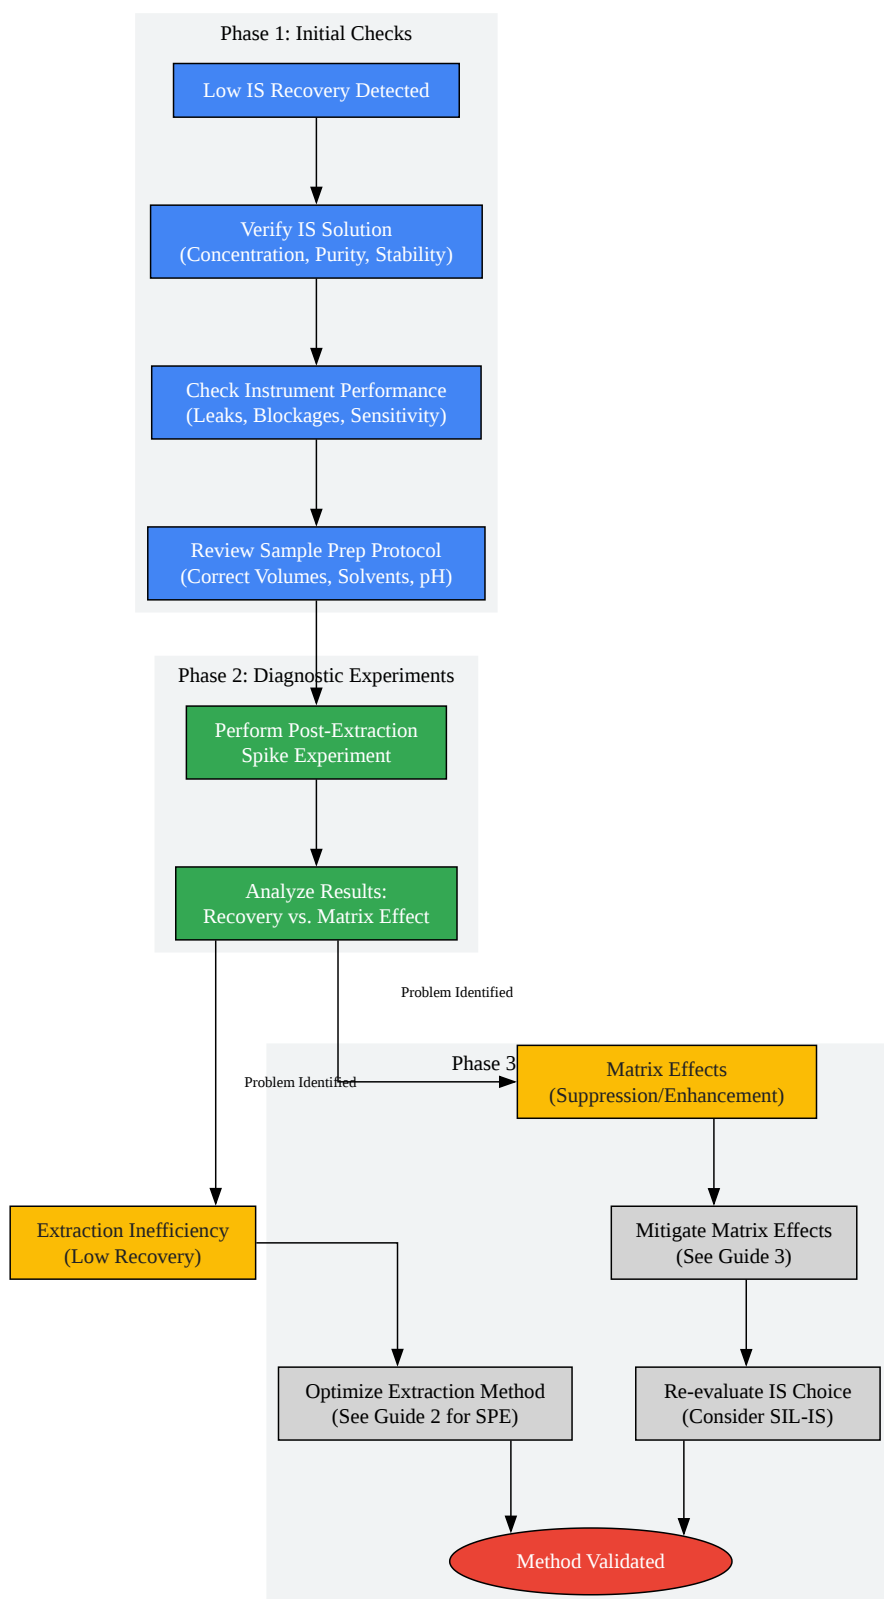 Phase 1: Initial Checks
Low IS Recovery Detected
Verify IS Solution
(Concentration, Purity, Stability)
Check Instrument Performance
(Leaks, Blockages, Sensitivity)
Review Sample Prep Protocol
(Correct Volumes, Solvents, pH)
Phase 2: Diagnostic Experiments
Perform Post-Extraction
Spike Experiment
Analyze Results:
Recovery vs. Matrix Effect
Problem Identified
Phase 3
Matrix Effects
(Suppression/Enhancement)
Problem Identified
Extraction Inefficiency
(Low Recovery)
Mitigate Matrix Effects
(See Guide 3)
Optimize Extraction Method
(See Guide 2 for SPE)
Re-evaluate IS Choice
(Consider SIL-IS)
Method Validated